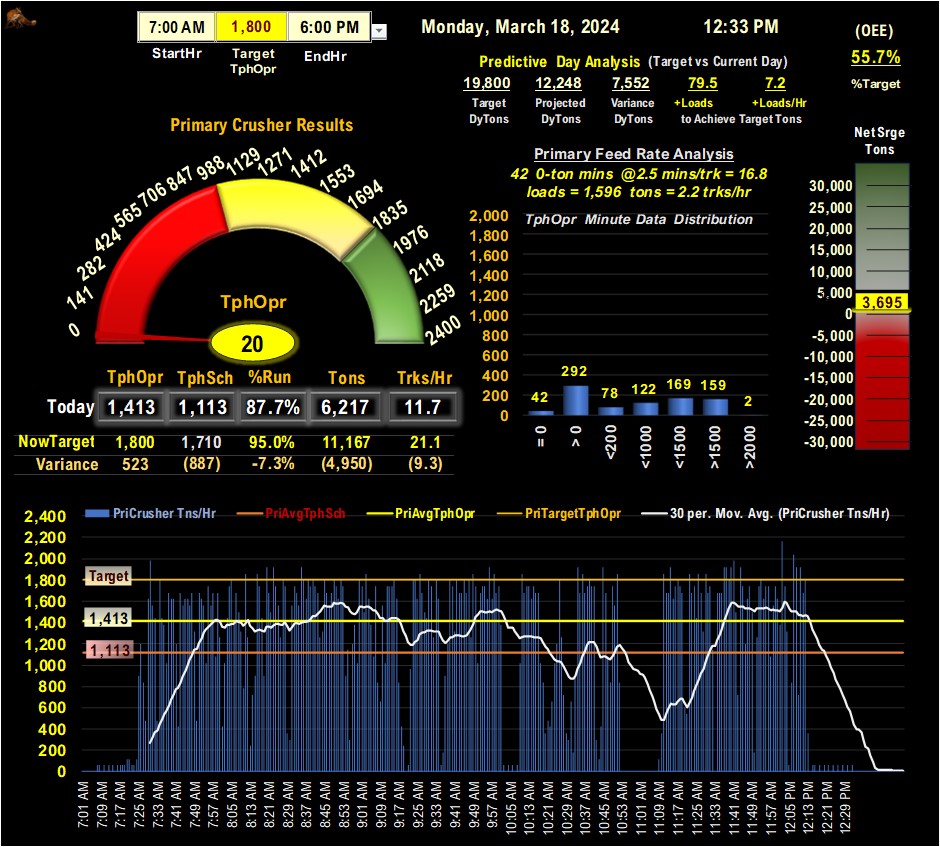 7:00 AM 1,800 6:00 PM
StartHr Target TphOpr EndHr
Monday, March 18, 2024 12:33 PM
(OEE)
55.7%
%Target
Predictive Day Analysis (Target vs Current Day)
19,800 12,248 7,552 79.5 7.2
Target Projected Variance +Loads +Loads/Hr
DyTons DyTons DyTons to Achieve Target Tons
Primary Crusher Results
0
141
282
424
565
706
847
988
1129
1271
1412
1553
1694
1835
1976
2118
2259
2400
TphOpr
20
Primary Feed Rate Analysis
42 0-ton mins @2.5 mins/trk = 16.8
loads = 1,596 tons = 2.2 trks/hr
TphOpr Minute Data Distribution
2,000
1,800
1,600
1,400
1,200
1,000
800
600
400
200
0
42 292 78 122 169 159 2
= 0
> 0
<200
<1000
<1500
>1500
>2000
NetSrge
Tons
30,000
25,000
20,000
15,000
10,000
5,000
3,695
0
-5,000
-10,000
-15,000
-20,000
-25,000
-30,000
TphOpr TphSch %Run Tons Trks/Hr
Today 1,413 1,113 87.7% 6,217 11.7
NowTarget 1,800 1,710 95.0% 11,167 21.1
Variance 523 (887) -7.3% (4,950) (9.3)
PriCrusher Tns/Hr PriAvgTphSch PriAvgTphOpr PriTargetTphOpr 30 per. Mov. Avg. (PriCrusher Tns/Hr)
2,400
2,200
2,000
1,800
1,600
1,400
1,200
1,000
800
600
400
200
0
Target
1,413
1,113
7:01 AM
7:09 AM
7:17 AM
7:25 AM
7:33 AM
7:41 AM
7:49 AM
7:57 AM
8:05 AM
8:13 AM
8:21 AM
8:29 AM
8:37 AM
8:45 AM
8:53 AM
9:01 AM
9:09 AM
9:17 AM
9:25 AM
9:33 AM
9:41 AM
9:49 AM
9:57 AM
10:05 AM
10:13 AM
10:21 AM
10:29 AM
10:37 AM
10:45 AM
10:53 AM
11:01 AM
11:09 AM
11:17 AM
11:25 AM
11:33 AM
11:41 AM
11:49 AM
11:57 AM
12:05 PM
12:13 PM
12:21 PM
12:29 PM